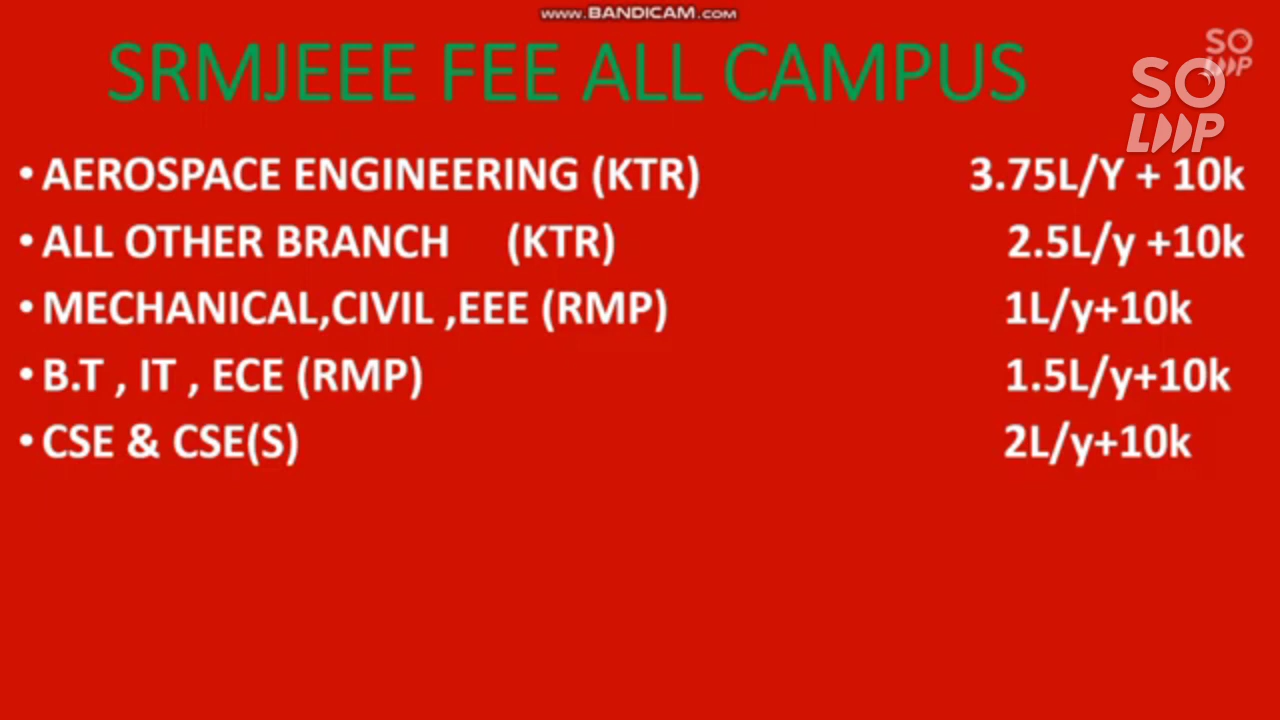 www.BANDICAM.com
SRMJEEE FEE ALL CAMPUS
SO
LOOP
SO
LOOP
• AEROSPACE ENGINEERING (KTR) 3.75L/Y + 10k
• ALL OTHER BRANCH (KTR) 2.5L/y +10k
• MECHANICAL,CIVIL ,EEE (RMP) 1L/y+10k
• B.T , IT , ECE (RMP) 1.5L/y+10k
• CSE & CSE(S) 2L/y+10k